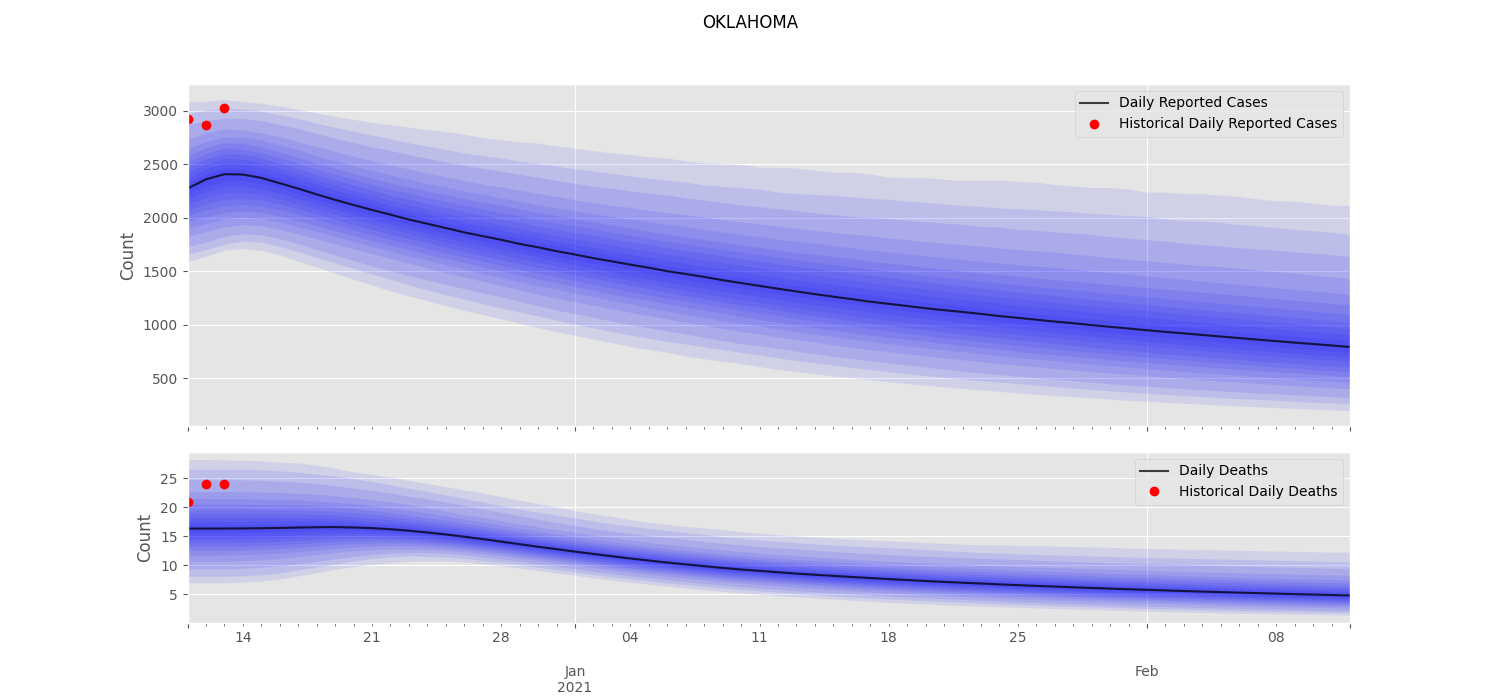 OKLAHOMA
3000
2500
2000
1500
1000
500
Count
Daily Reported Cases
Historical Daily Reported Cases
25
20
15
10
5
Count
Daily Deaths
Historical Daily Deaths
14 21 28 04 11 18 25 08
Jan Feb
2021